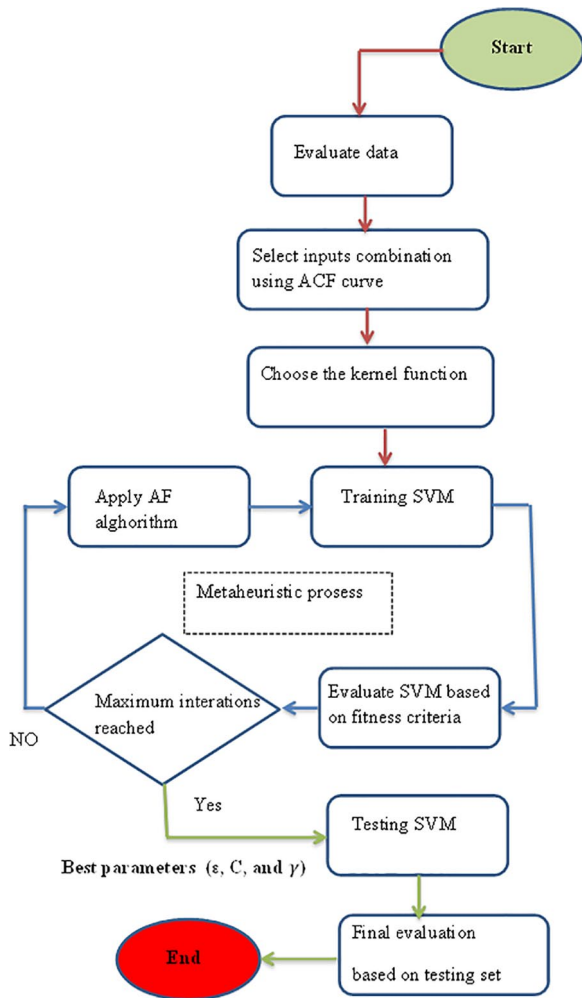 Start
Evaluate data
Select inputs combination
using ACF curve
Choose the kernel function
Apply AF
alghorithm
Training SVM
Metaheuristic prosess
Maximum interations
reached
Evaluate SVM based
on fitness criteria
NO
Yes
Testing SVM
Best parameters (ε, C, and γ)
Final evaluation
based on testing set
End